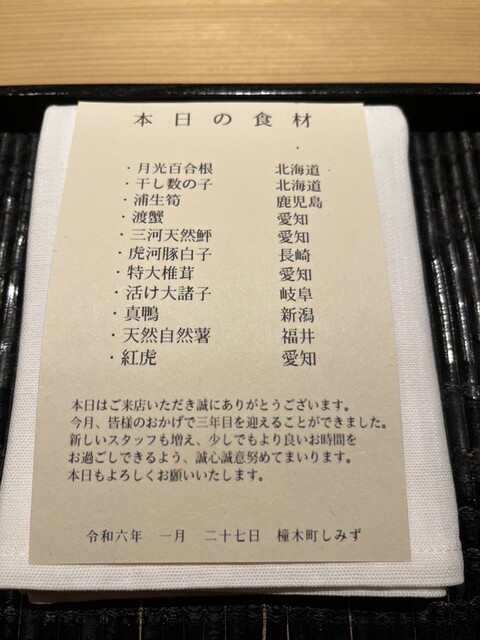 本日の食材
・月光百合根 北海道
・干し数の子 北海道
・浦生筍 鹿児島
・渡蟹 愛知
・三河天然鮃 愛知
・虎河豚白子 長崎
・特大椎茸 愛知
・活け大諸子 岐阜
・真鴨 新潟
・天然自然薯 福井
・紅虎 愛知
本日はご来店いただき誠にありがとうございます。
今月、皆様のおかげで三年目を迎えることができました。
新しいスタッフも増え、少しでもより良いお時間を
お過ごしできるよう、誠心誠意努めてまいります。
本日もよろしくお願いいたします。
令和六年 一月 二十七日 橦木町しみず